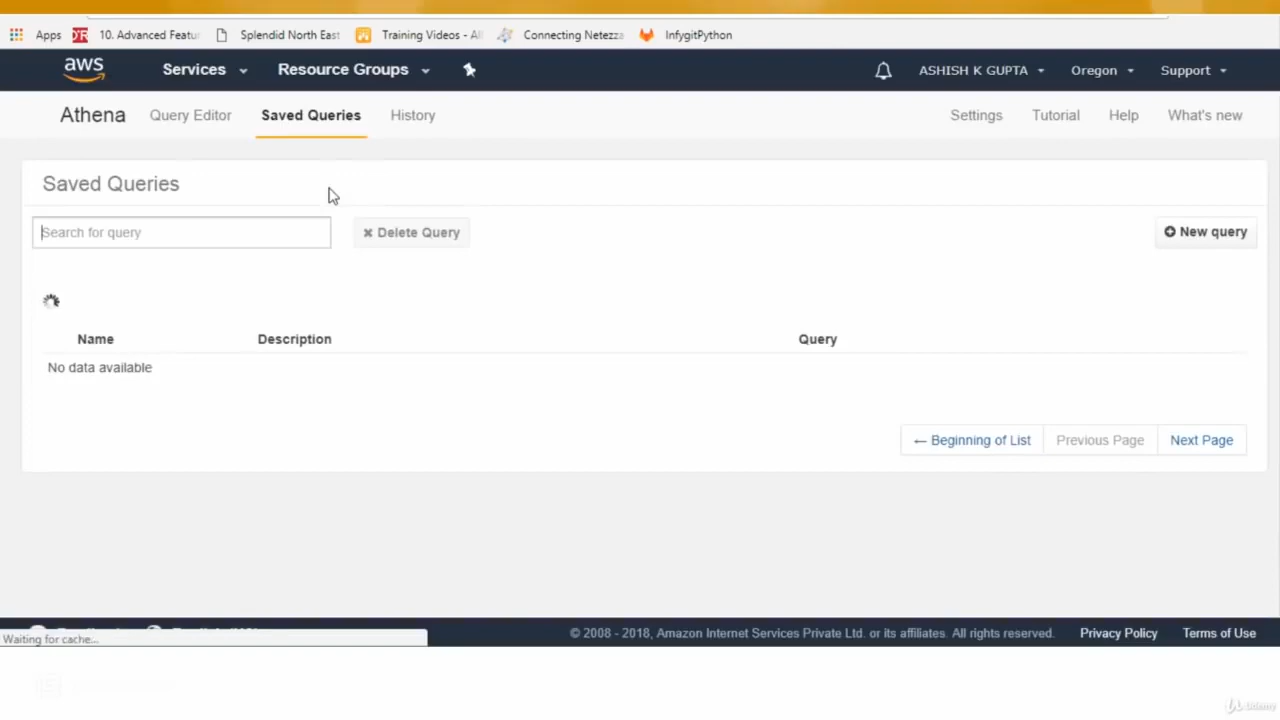 Apps 10. Advanced Featu Splendid North East Training Videos - Al Connecting Netezza InfygitPython
aws Services Resource Groups ASHISH K GUPTA Oregon Support
Athena Query Editor Saved Queries History Settings Tutorial Help What's new
Saved Queries
Search for query Delete Query New query
Name Description Query
No data available
← Beginning of List Previous Page Next Page
Waiting for cache... © 2008 - 2018, Amazon Internet Services Private Ltd. or its affiliates. All rights reserved. Privacy Policy Terms of Use
Udemy